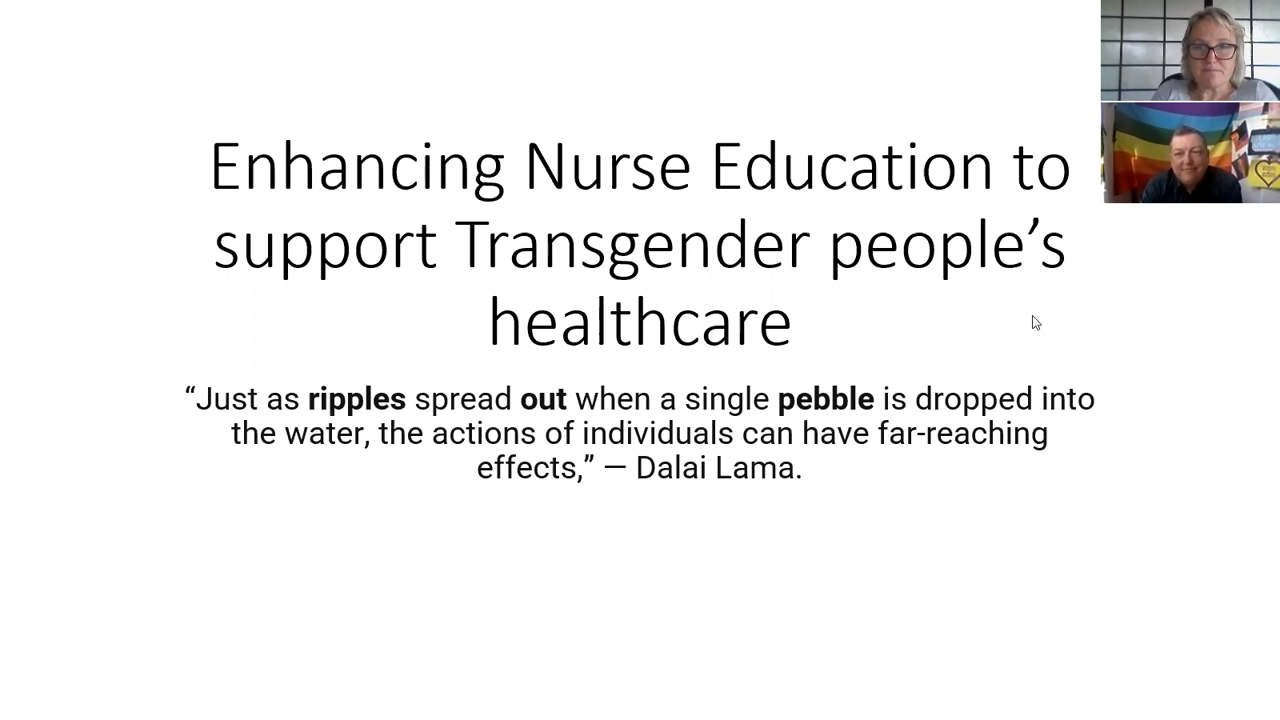 Enhancing Nurse Education to
support Transgender people’s
healthcare
“Just as ripples spread out when a single pebble is dropped into
the water, the actions of individuals can have far-reaching
effects,” — Dalai Lama.